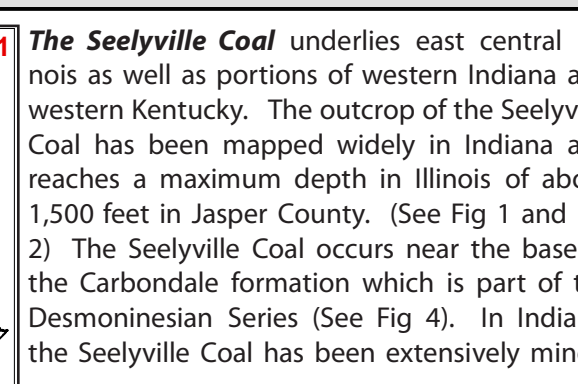 1
The Seelyville Coal underlies east central
nois as well as portions of western Indiana a
western Kentucky. The outcrop of the Seelyv
Coal has been mapped widely in Indiana a
reaches a maximum depth in Illinois of abo
1,500 feet in Jasper County. (See Fig 1 and
2) The Seelyville Coal occurs near the base
the Carbondale formation which is part of t
Desmoninesian Series (See Fig 4). In India
the Seelyville Coal has been extensively min